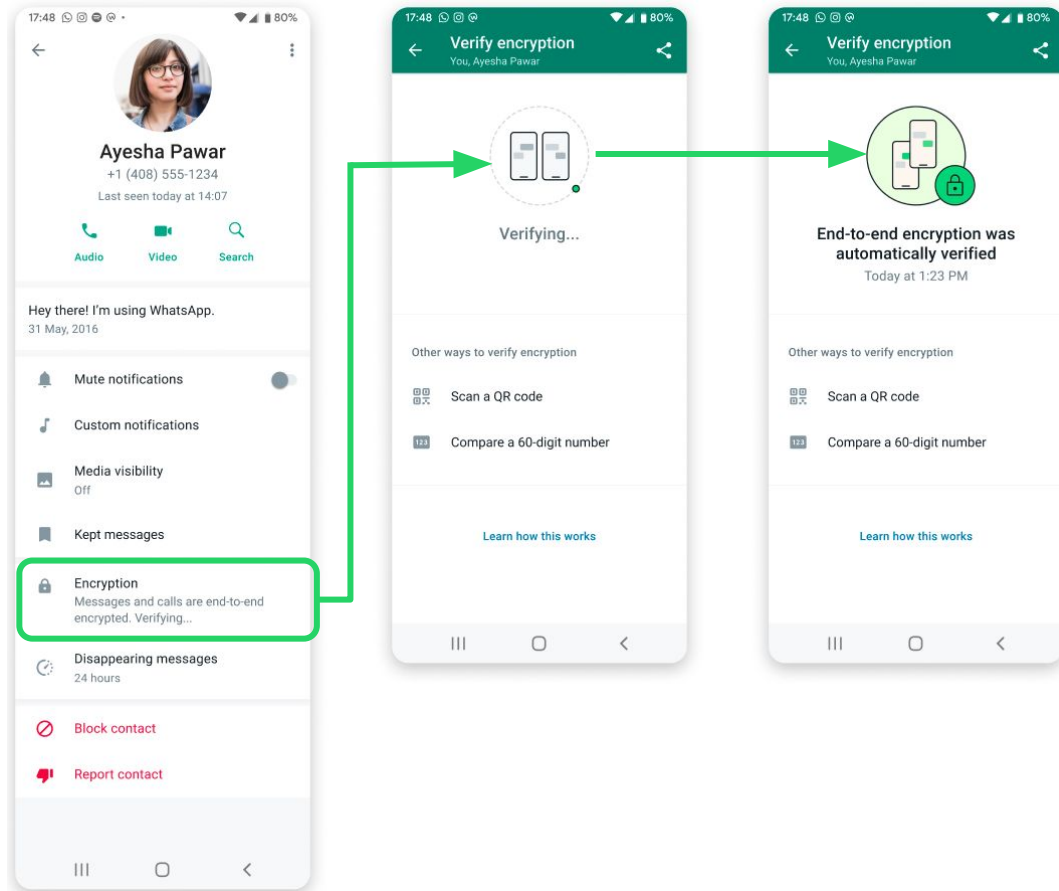 17:48 80%
Ayesha Pawar
+1 (408) 555-1234
Last seen today at 14:07
Audio Video Search
Hey there! I'm using WhatsApp.
31 May, 2016
Mute notifications
Custom notifications
Media visibility
Off
Kept messages
Encryption
Messages and calls are end-to-end
encrypted. Verifying...
Disappearing messages
24 hours
Block contact
Report contact
17:48 80%
Verify encryption
You, Ayesha Pawar
Verifying...
Other ways to verify encryption
Scan a QR code
123 Compare a 60-digit number
Learn how this works
17:48 80%
Verify encryption
You, Ayesha Pawar
End-to-end encryption was
automatically verified
Today at 1:23 PM
Other ways to verify encryption
Scan a QR code
123 Compare a 60-digit number
Learn how this works